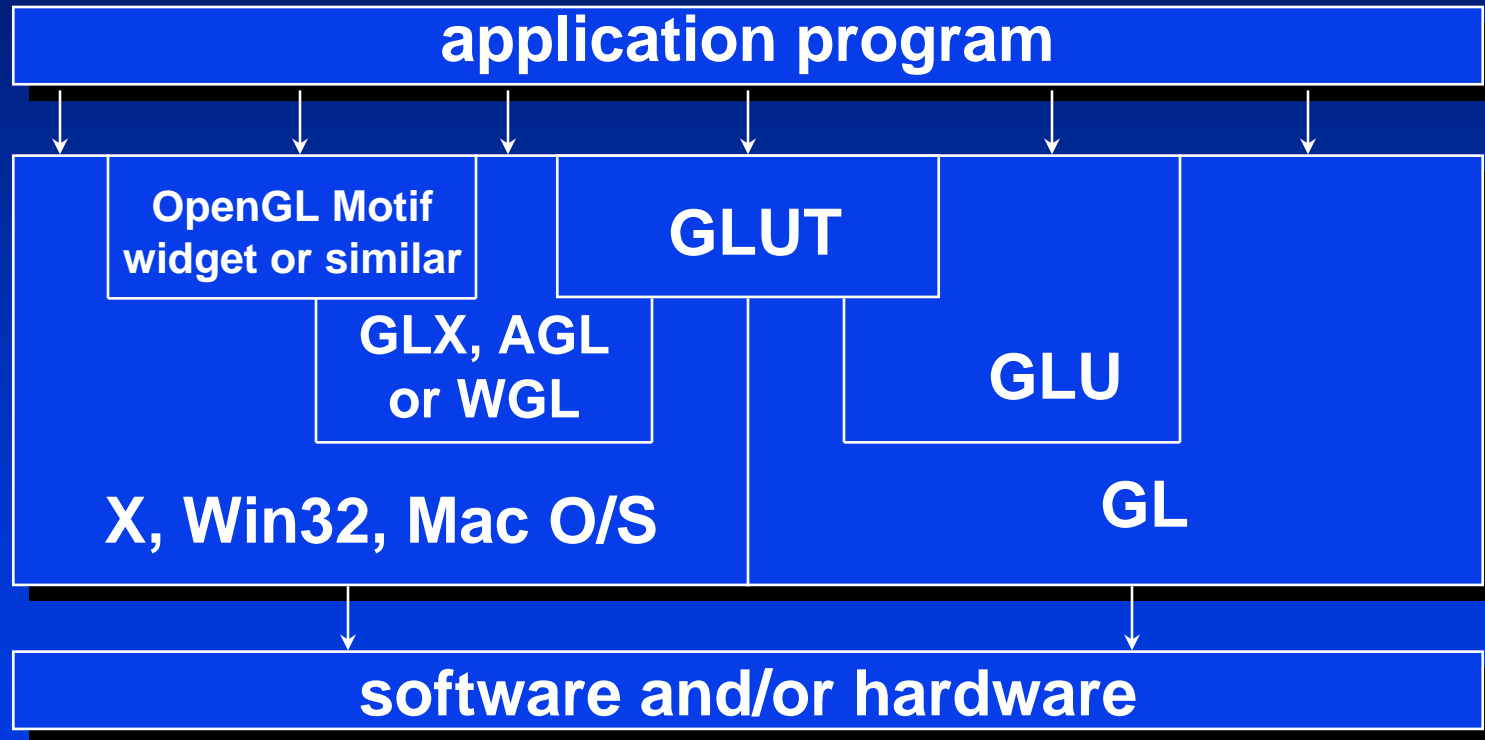 application program
OpenGL Motif
widget or similar
GLUT
GLX, AGL
or WGL
GLU
X, Win32, Mac O/S
GL
software and/or hardware